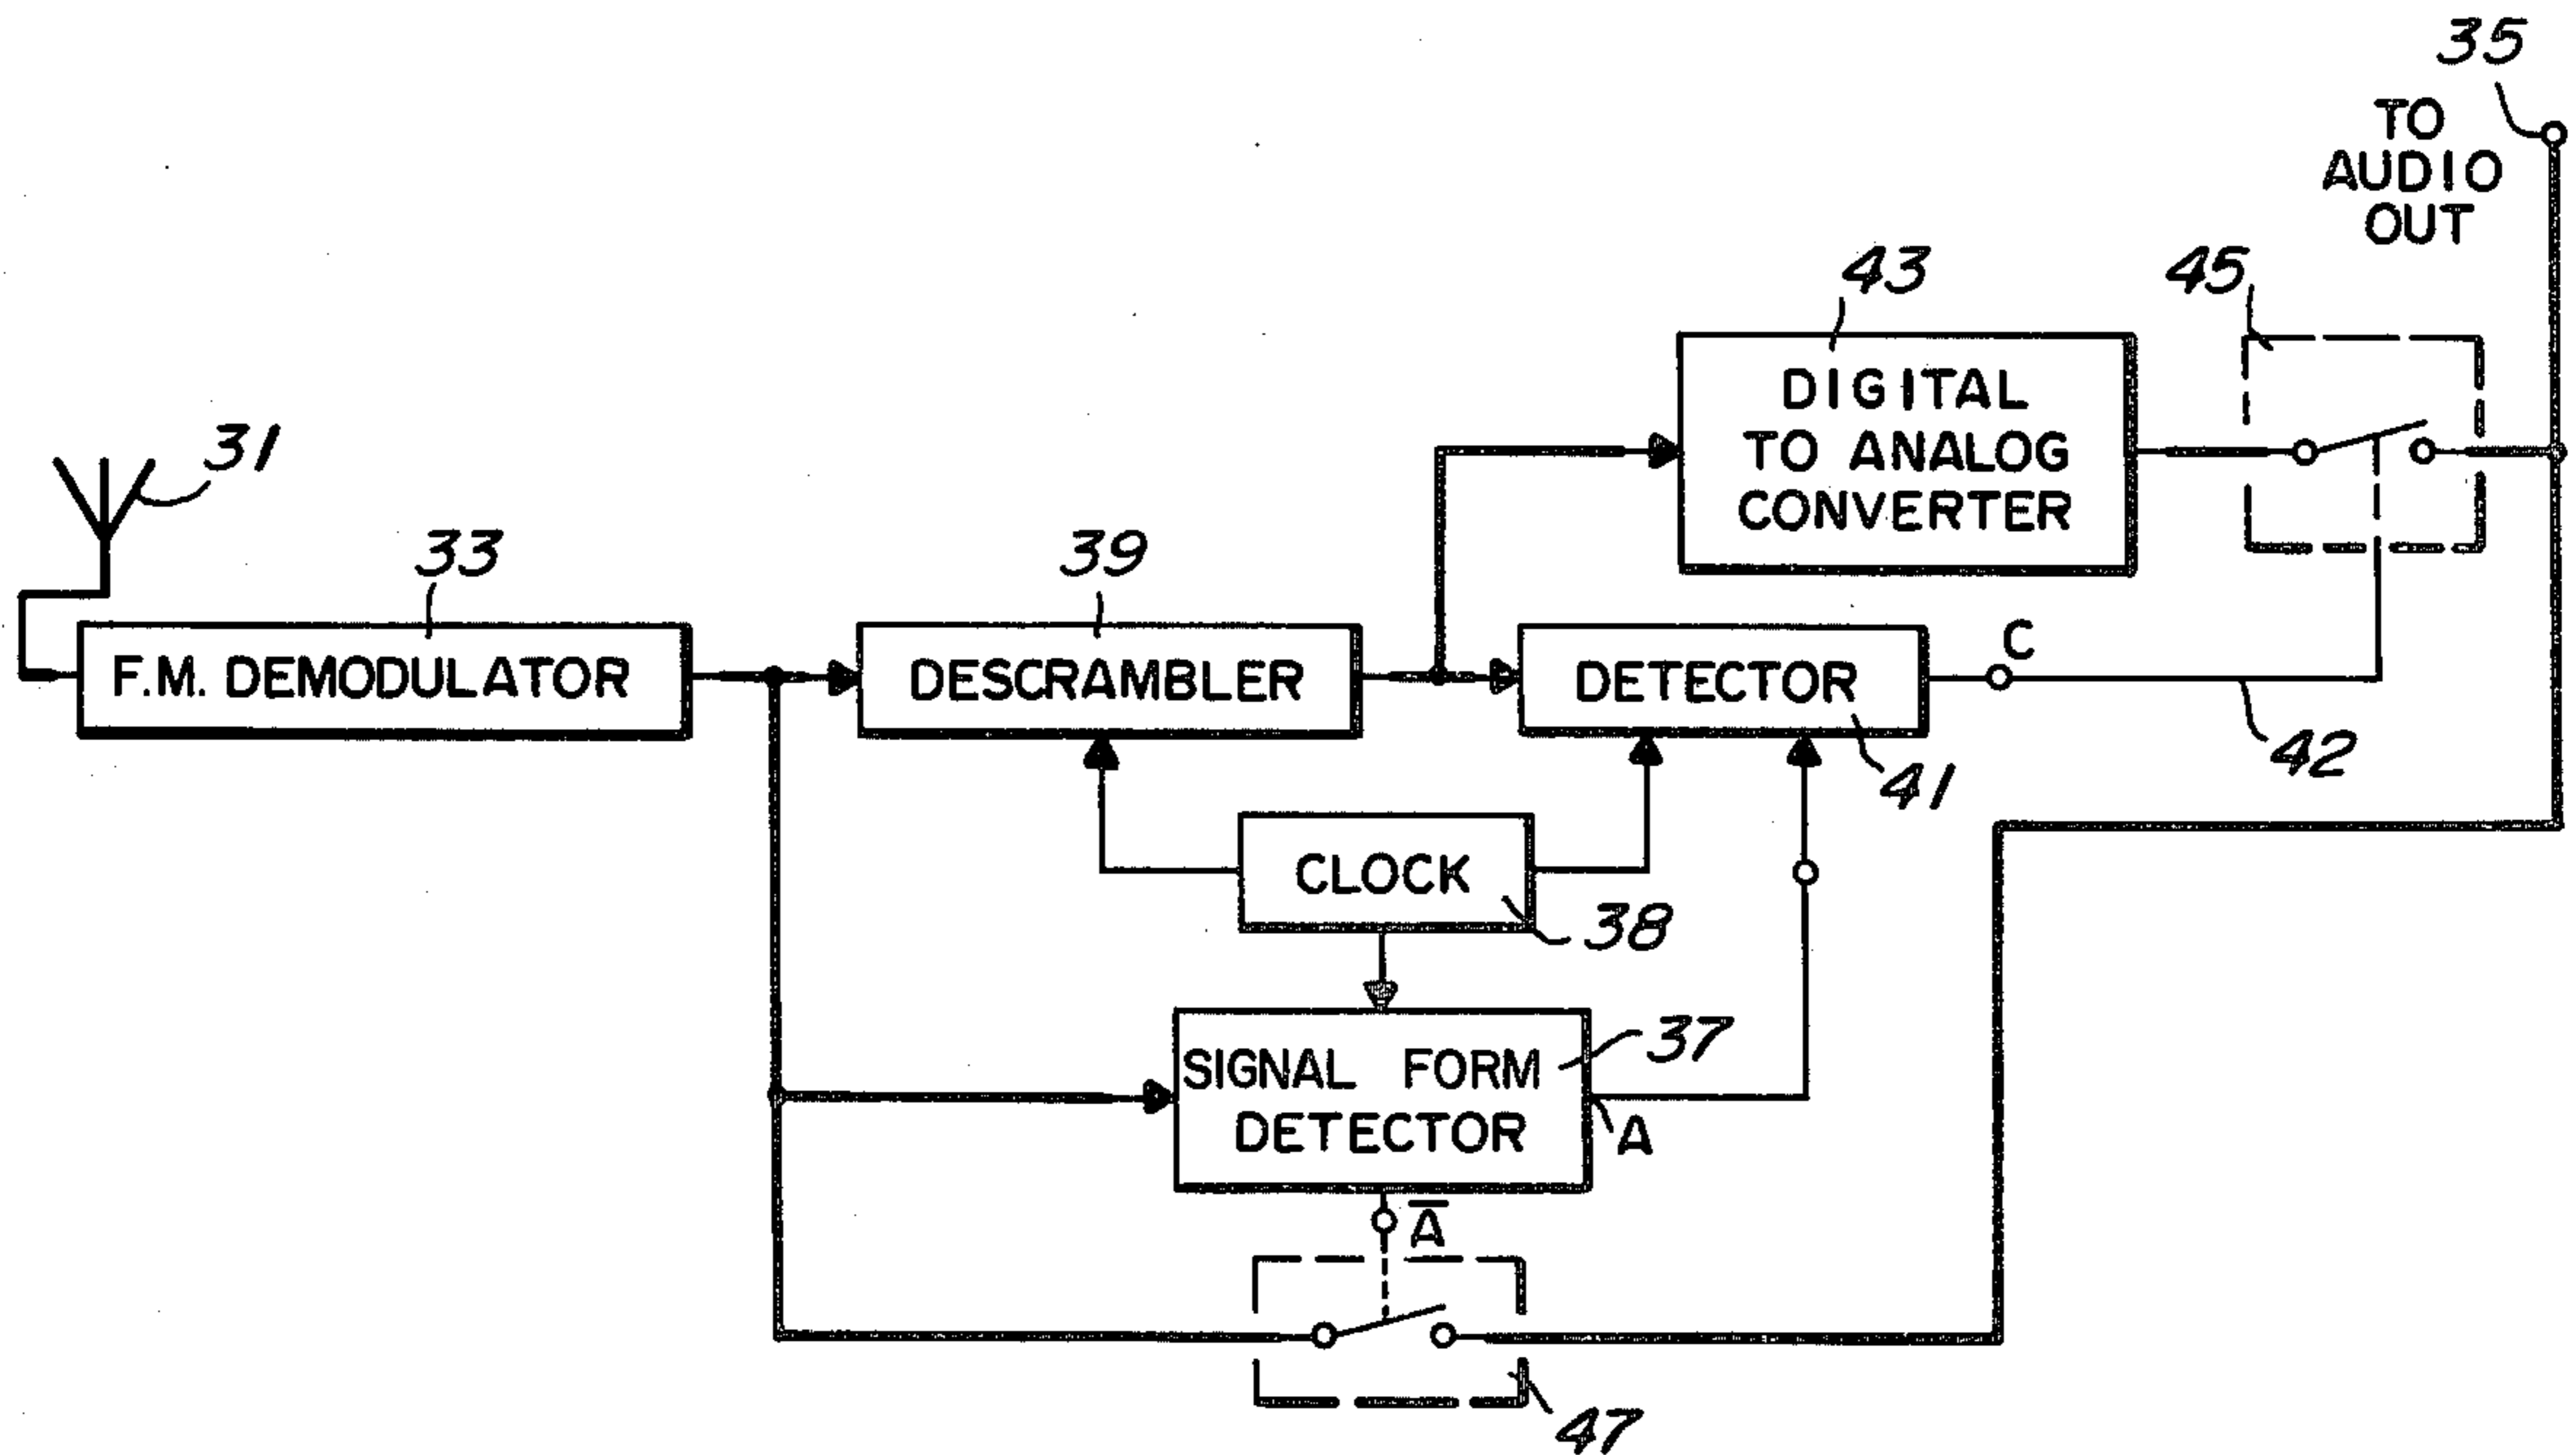 35
TO
AUDIO
OUT
43
45
DIGITAL
TO ANALOG
CONVERTER
31
33
39
F.M. DEMODULATOR
DESCRAMBLER
DETECTOR
C
42
41
CLOCK
38
SIGNAL FORM
DETECTOR
37
A
A̅
47